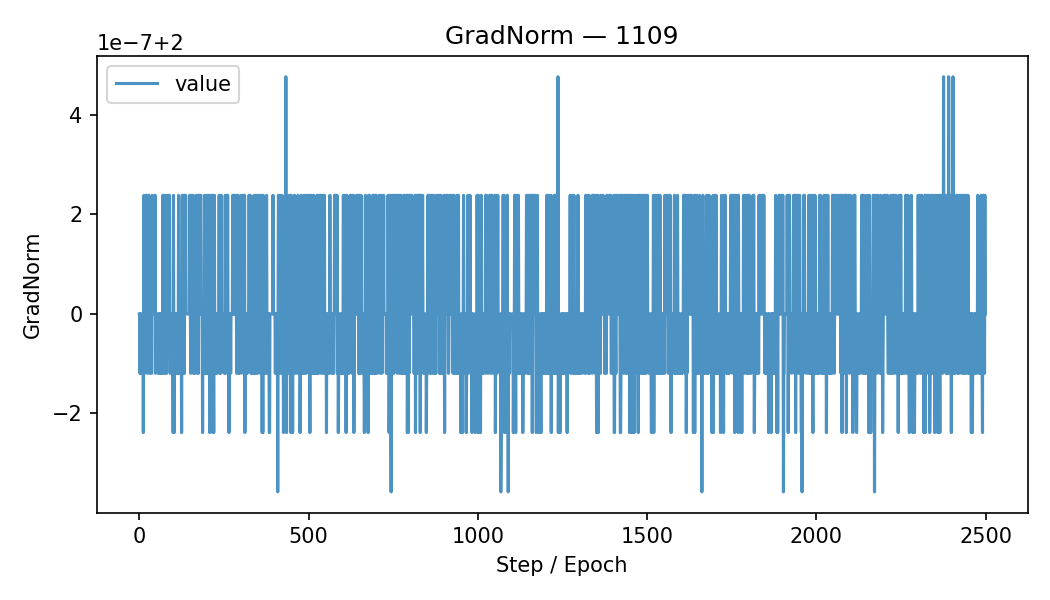 GradNorm — 1109
1e−7+2
value
4
2
0
−2
GradNorm
0 500 1000 1500 2000 2500
Step / Epoch